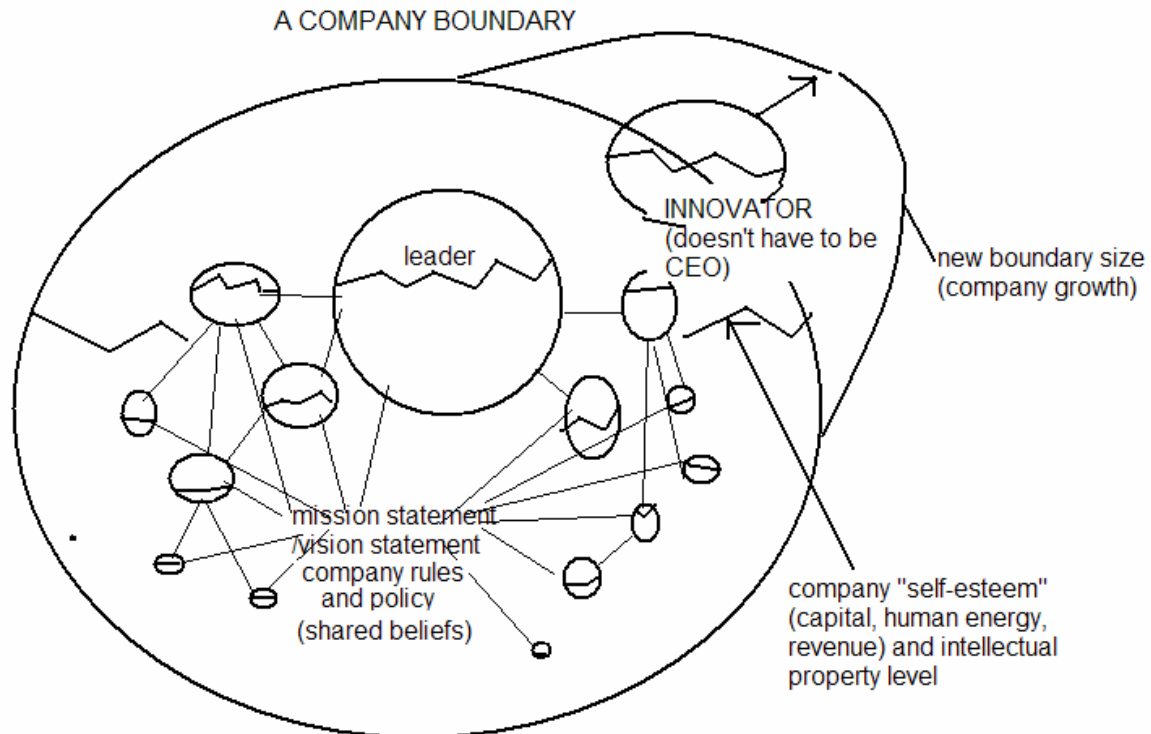 A COMPANY BOUNDARY
leader
INNOVATOR
(doesn't have to be
CEO)
new boundary size
(company growth)
mission statement
/vision statement
company rules
and policy
(shared beliefs)
company "self-esteem"
(capital, human energy,
revenue) and intellectual
property level